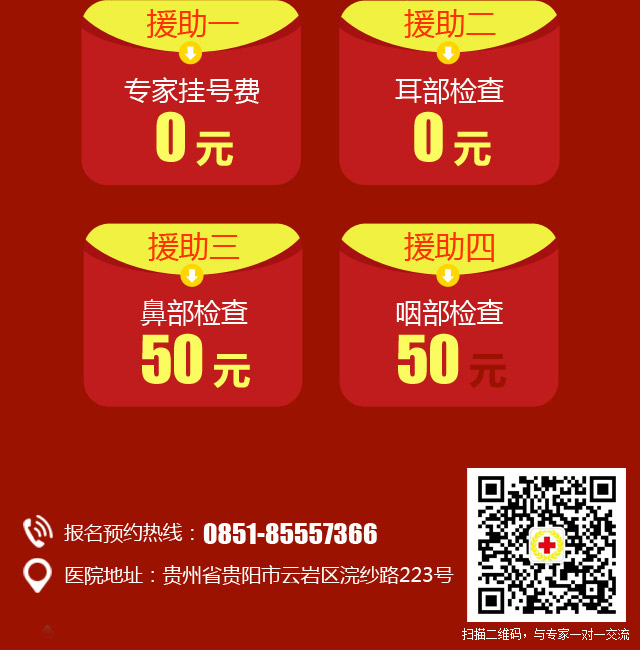 援助一
专家挂号费
0元
援助二
耳部检查
0元
援助三
鼻部检查
50元
援助四
咽部检查
50元
报名预约热线：0851-85557366
医院地址：贵州省贵阳市云岩区浣纱路223号
扫描二维码，与专家一对一交流